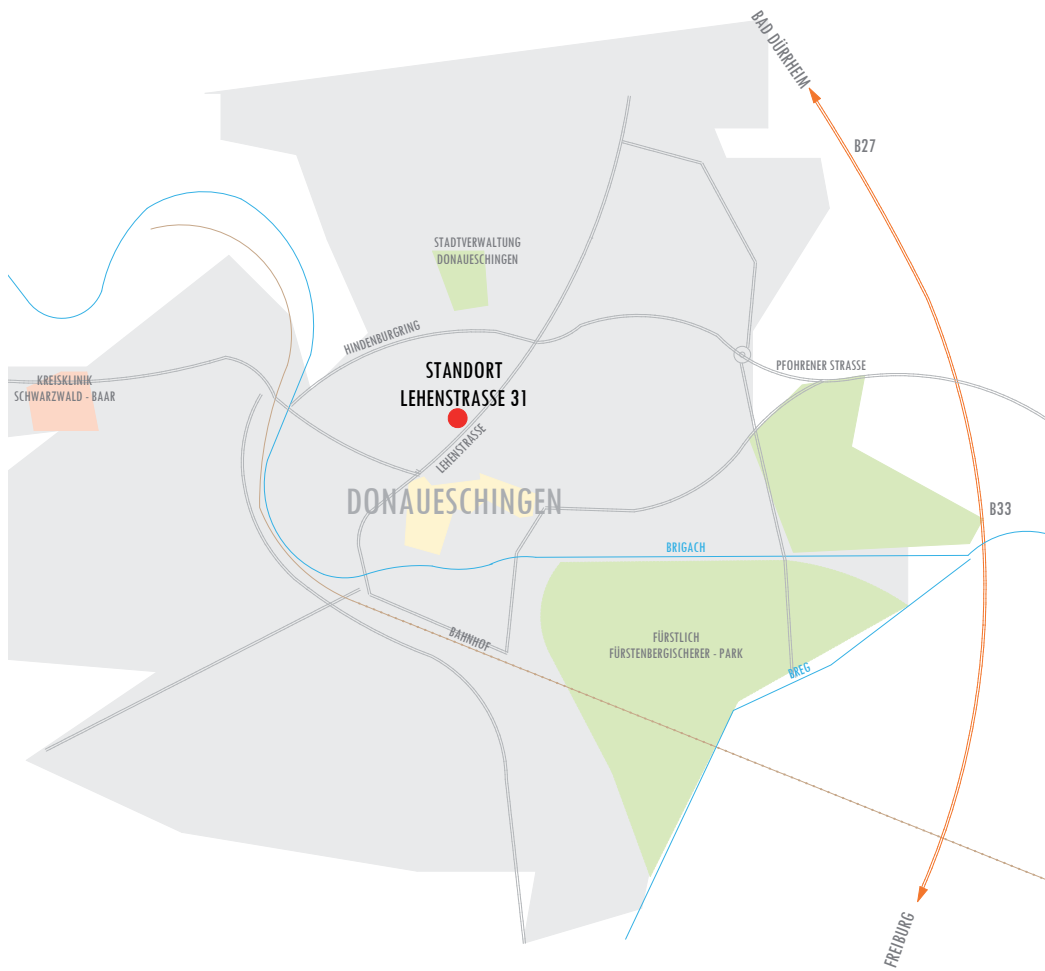 BAD DÜRRHEIM
B27
STADTVERWALTUNG
DONAUESCHINGEN
HINDENBURGRING
PFOHRENER STRASSE
STANDORT
LEHENSTRASSE 31
KREISKLINIK
SCHWARZWALD - BAAR
LEHENSTRASSE
DONAUESCHINGEN
B33
BRIGACH
BAHNHOF
FÜRSTLICH
FÜRSTENBERGISCHERER - PARK
BREG
FREIBURG